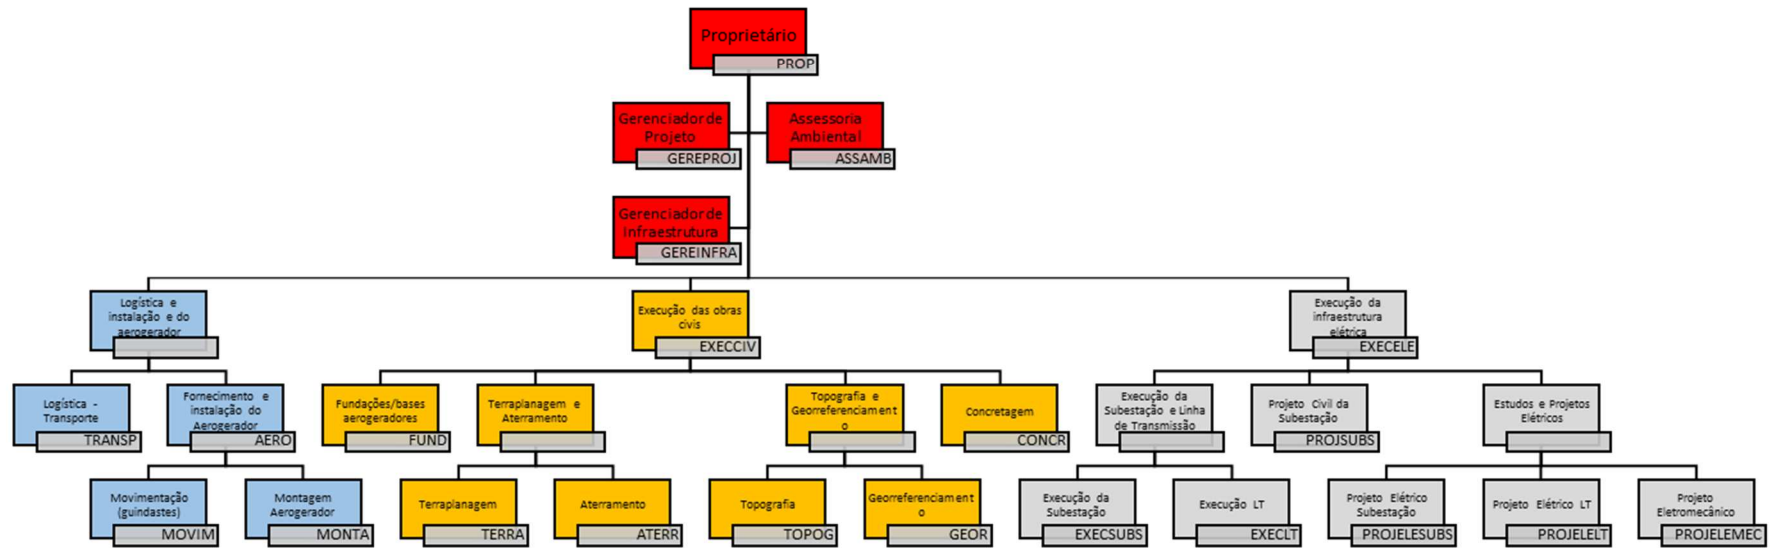 Proprietário
PROP
Gerenciador de
Projeto
GEREPROJ
Assessoria
Ambiental
ASSAMB
Gerenciador de
Infraestrutura
GEREINFRA
Logística e
instalação e do
aerogerador
Execução das obras
civis
EXECCIV
Execução da
infraestrutura
elétrica
EXECELE
Logística -
Transporte
TRANSP
Fornecimento e
instalação do
Aerogerador
AERO
Fundações/bases
aerogeradores
FUND
Terraplanagem e
Aterramento
Topografia e
Georreferenciament
o
Concretagem
CONCR
Execução da
Subestação e Linha
de Transmissão
Projeto Civil da
Subestação
PROJSUBS
Estudos e Projetos
Elétricos
Movimentação
(guindastes)
MOVIM
Montagem
Aerogerador
MONTA
Terraplanagem
TERRA
Aterramento
ATERR
Topografia
TOPOG
Georreferenciament
o
GEOR
Execução da
Subestação
EXECSUBS
Execução LT
EXECLT
Projeto Elétrico
Subestação
PROJELESUBS
Projeto Elétrico LT
PROJELELT
Projeto
Eletromecânico
PROJELEMEC